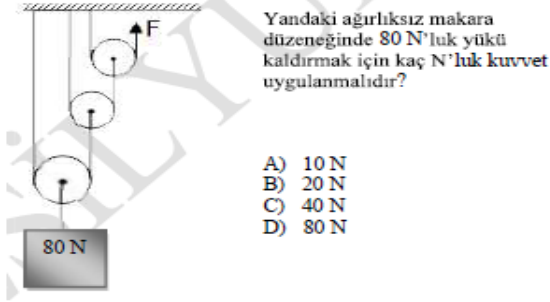 F
Yandaki ağırlıksız makara
düzeneğinde 80 N'luk yükü
kaldırmak için kaç N'luk kuvvet
uygulanmalıdır?
A) 10 N
B) 20 N
C) 40 N
D) 80 N
80 N